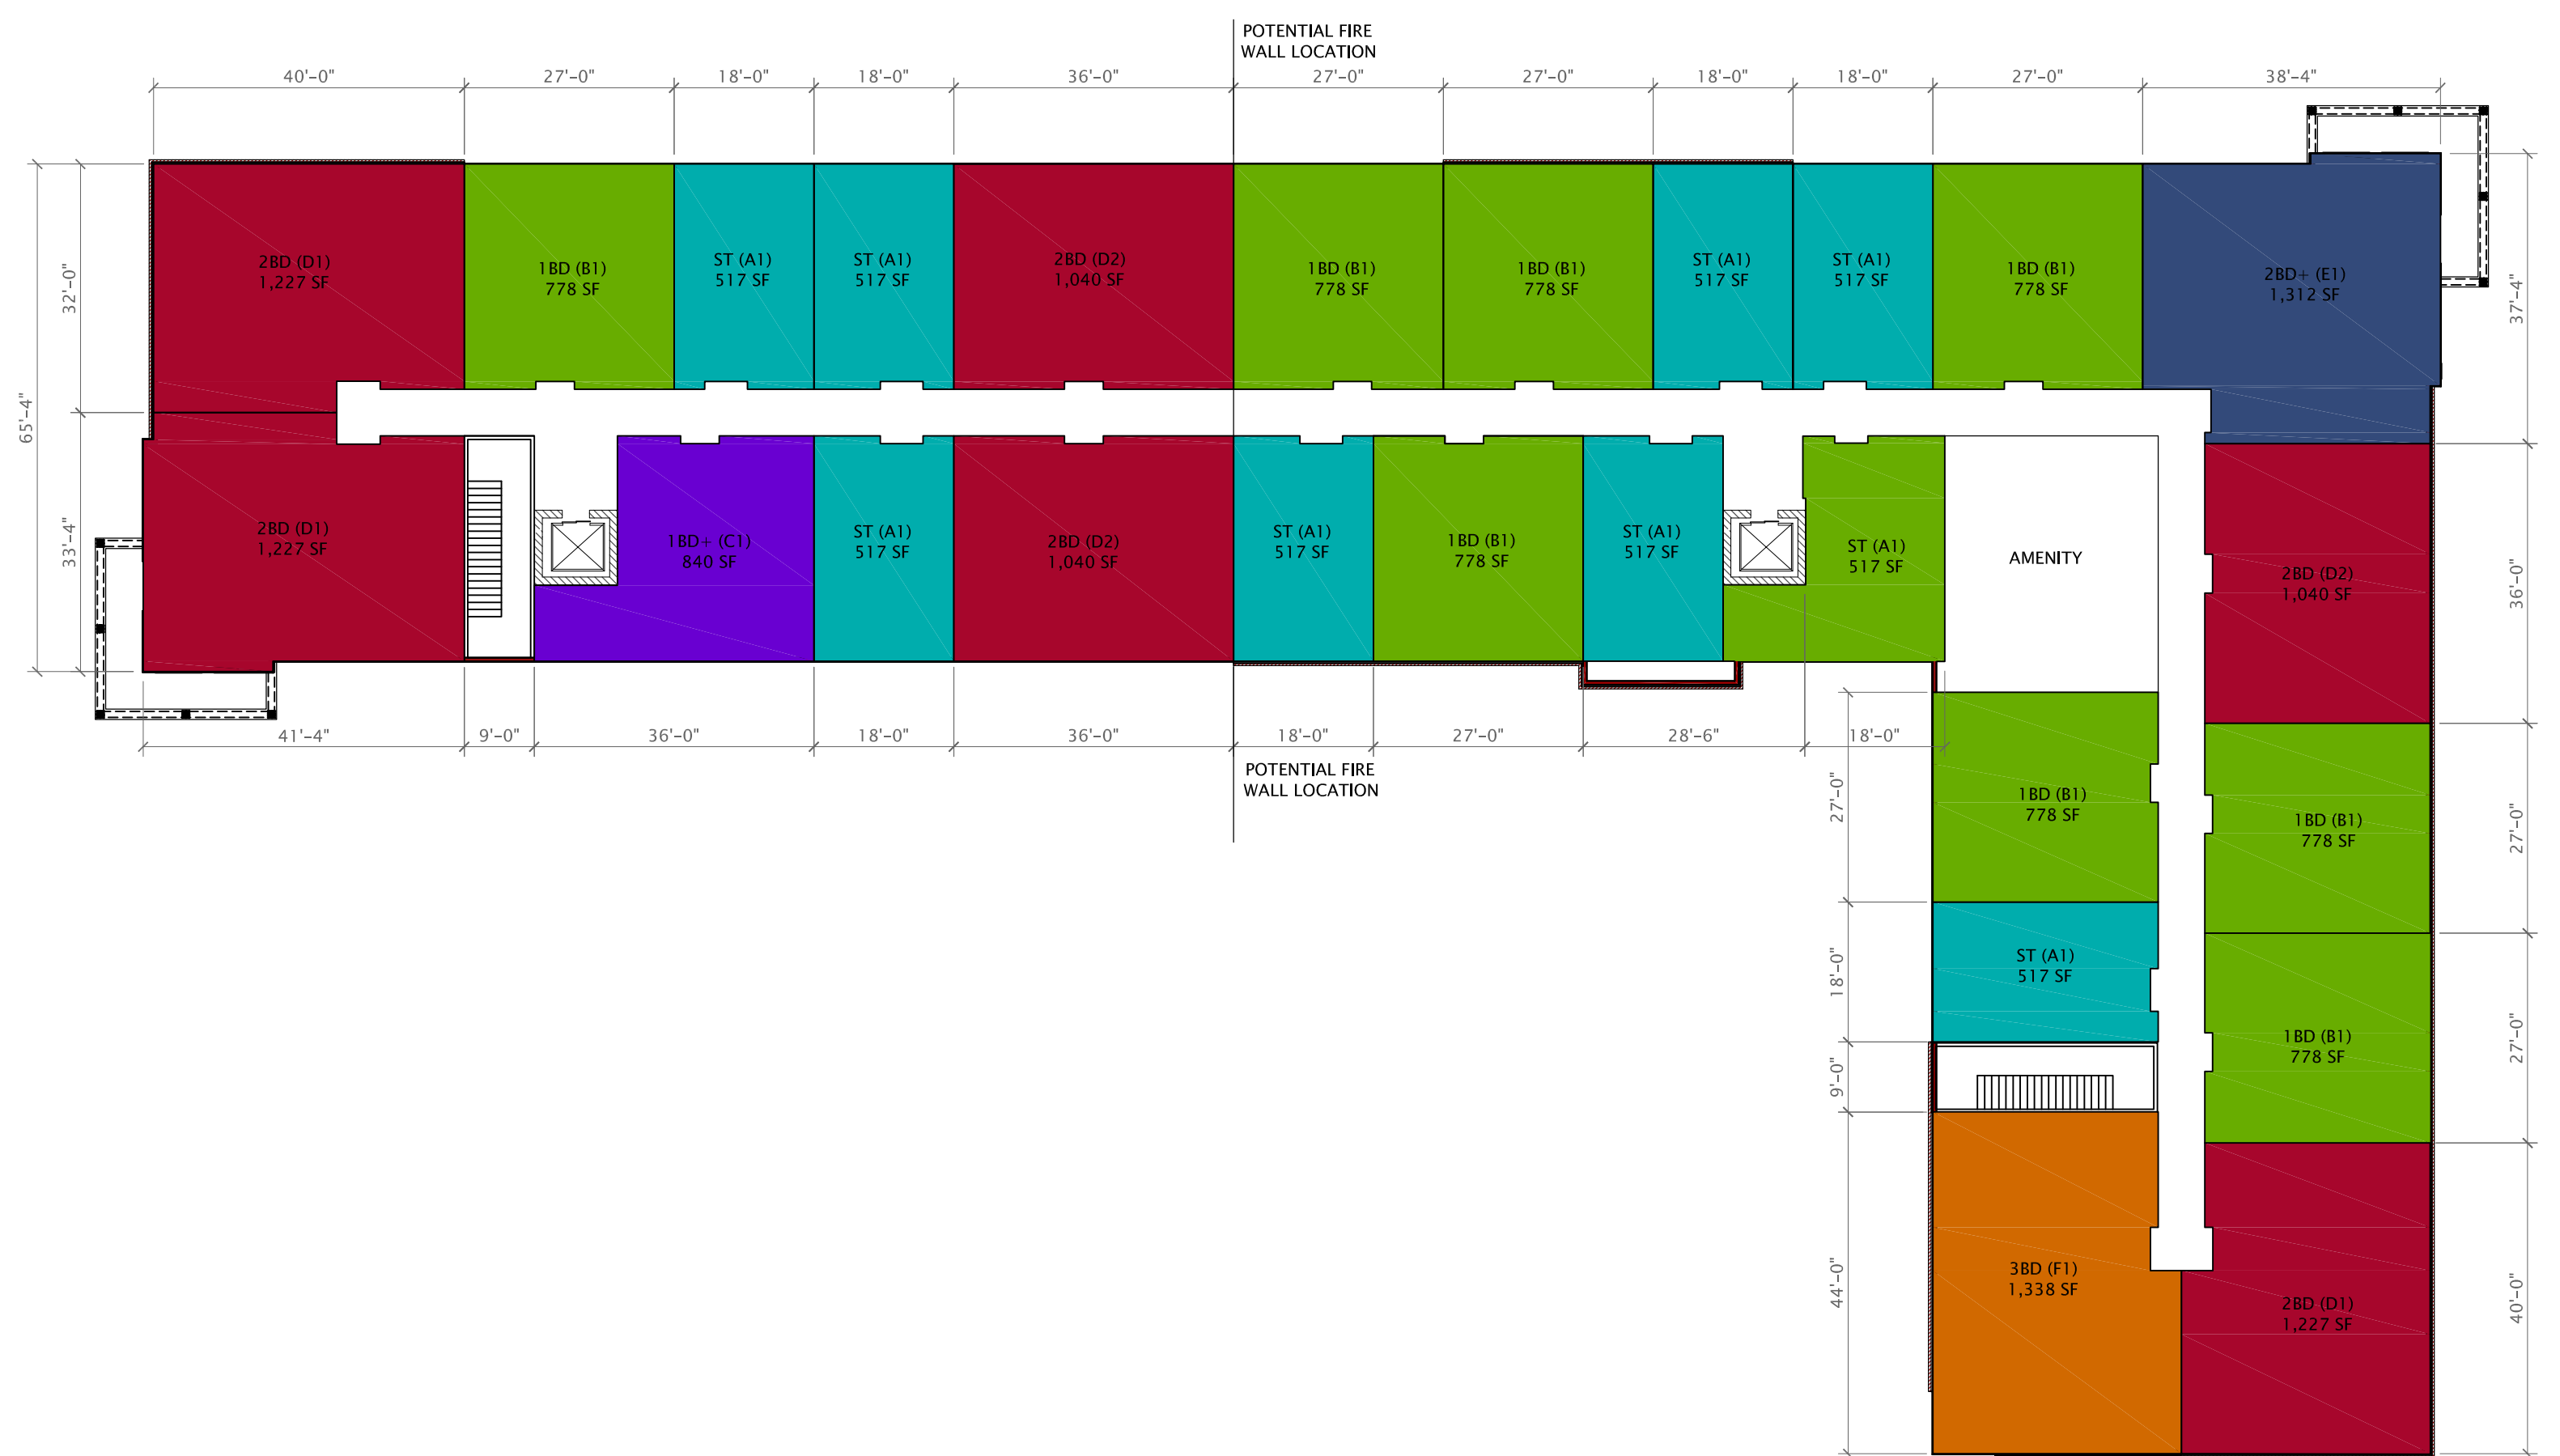 POTENTIAL FIRE
WALL LOCATION
40'-0"
27'-0"
18'-0"
18'-0"
36'-0"
27'-0"
27'-0"
18'-0"
18'-0"
27'-0"
38'-4"
65'-4"
32'-0"
33'-4"
2BD (D1)
1,227 SF
1BD (B1)
778 SF
ST (A1)
517 SF
ST (A1)
517 SF
2BD (D2)
1,040 SF
1BD (B1)
778 SF
1BD (B1)
778 SF
ST (A1)
517 SF
ST (A1)
517 SF
1BD (B1)
778 SF
2BD+ (E1)
1,312 SF
37'-4"
2BD (D1)
1,227 SF
1BD+ (C1)
840 SF
ST (A1)
517 SF
2BD (D2)
1,040 SF
ST (A1)
517 SF
1BD (B1)
778 SF
ST (A1)
517 SF
ST (A1)
517 SF
AMENITY
2BD (D2)
1,040 SF
36'-0"
41'-4"
9'-0"
36'-0"
18'-0"
36'-0"
18'-0"
27'-0"
28'-6"
18'-0"
POTENTIAL FIRE
WALL LOCATION
27'-0"
1BD (B1)
778 SF
1BD (B1)
778 SF
27'-0"
18'-0"
ST (A1)
517 SF
1BD (B1)
778 SF
27'-0"
9'-0"
44'-0"
3BD (F1)
1,338 SF
2BD (D1)
1,227 SF
40'-0"